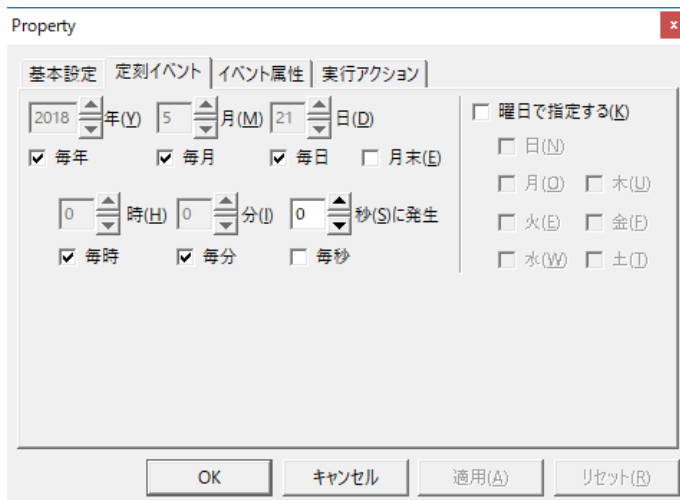 Property
x
基本設定 定刻イベント イベント属性 実行アクション
2018 年(Y) 5 月(M) 21 日(D)
毎年 毎月 毎日 月末(E)
0 時(H) 0 分(I) 0 秒(S)に発生
毎時 毎分 毎秒
曜日で指定する(K)
日(N)
月(O) 木(U)
火(E) 金(F)
水(W) 土(T)
OK キャンセル 適用(A) リセット(R)